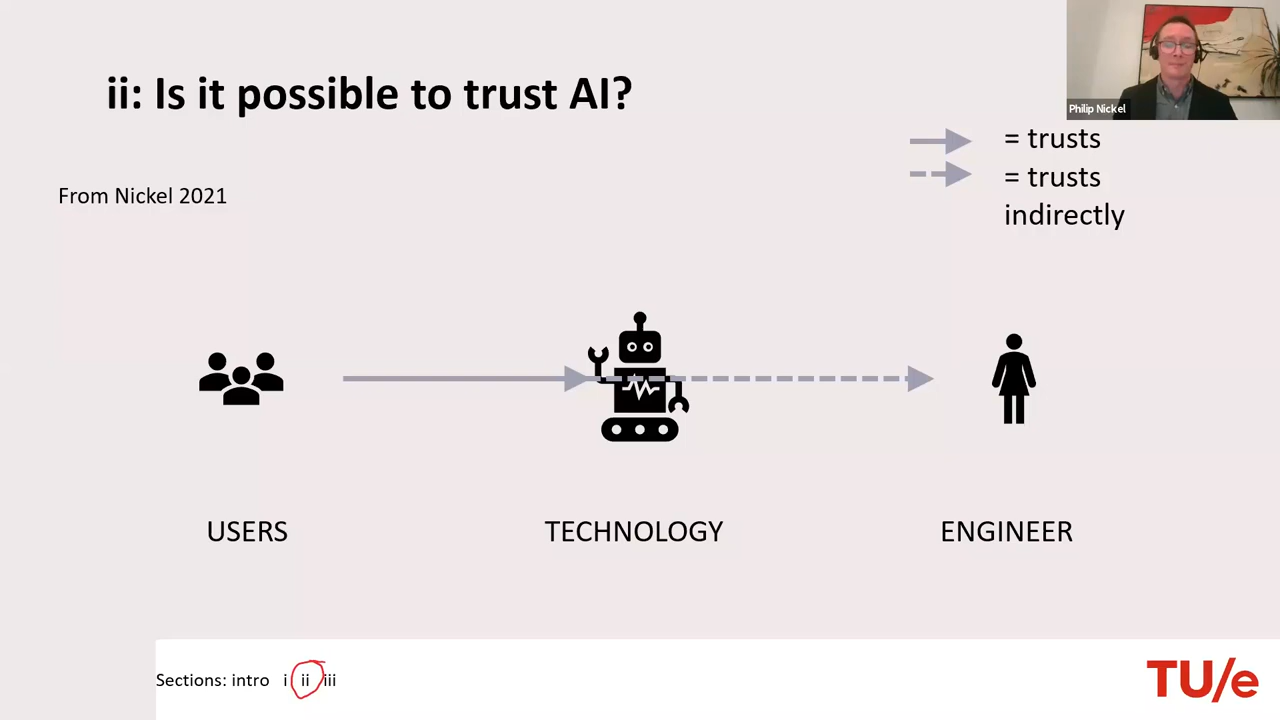 ii: Is it possible to trust AI?
Philip Nickel
= trusts
= trusts
indirectly
From Nickel 2021
USERS
TECHNOLOGY
ENGINEER
Sections: intro i ii iii
TU/e